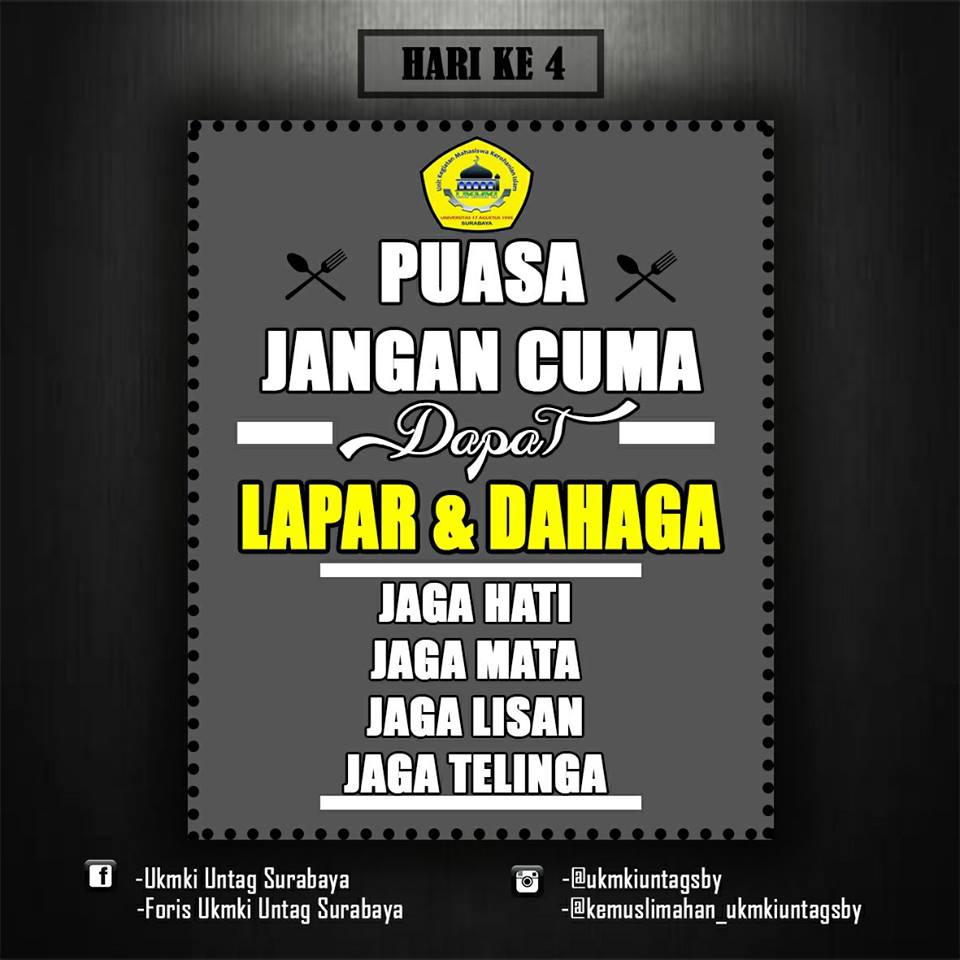 HARI KE 4
Unit Kegiatan Mahasiswa Kerohanian Islam
UNIVERSITAS 17 AGUSTUS 1945
SURABAYA
PUASA
JANGAN CUMA
Dapat
LAPAR & DAHAGA
JAGA HATI
JAGA MATA
JAGA LISAN
JAGA TELINGA
-Ukmki Untag Surabaya
-Foris Ukmki Untag Surabaya
-@ukmkiuntagsby
-@kemuslimahan_ukmkiuntagsby